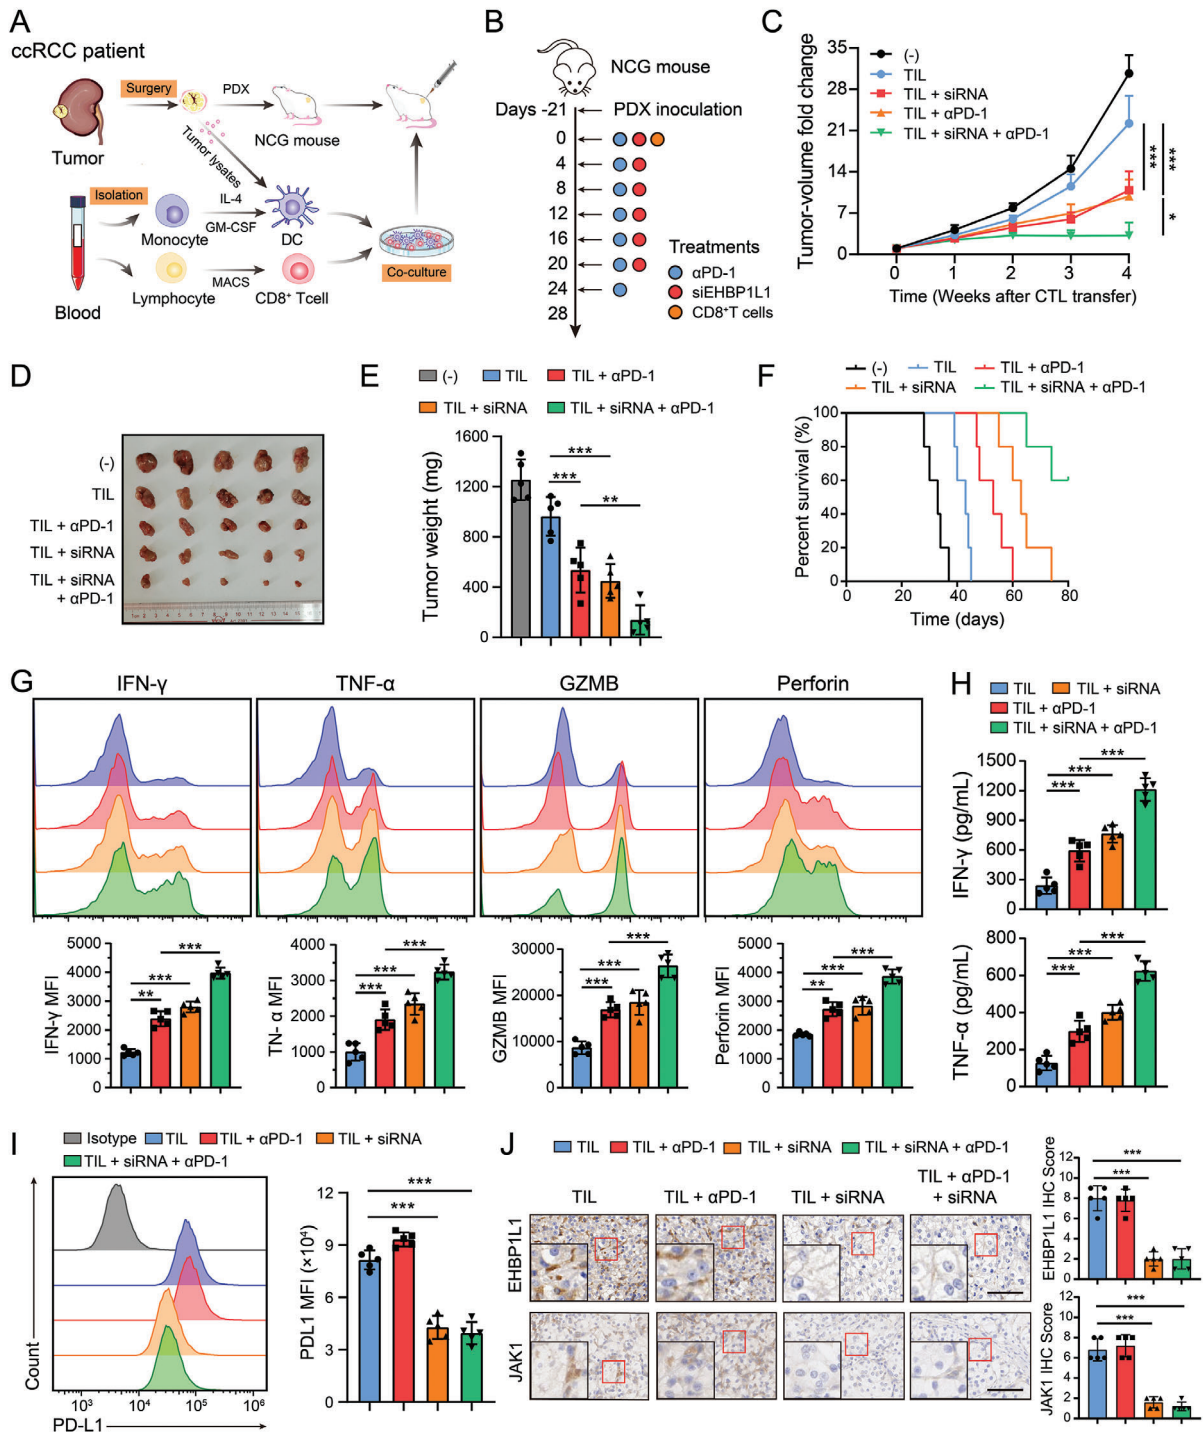 A
ccRCC patient
Surgery
PDX
Tumor
NCG mouse
Tumor lysates
Isolation
IL-4
GM-CSF
Monocyte
DC
MACS
Co-culture
Lymphocyte
CD8⁺ Tcell
Blood
B
NCG mouse
Days -21
PDX inoculation
0
4
8
12
16
20
24
28
Treatments
αPD-1
siEHBP1L1
CD8⁺T cells
C
(-)
TIL
TIL + siRNA
TIL + αPD-1
TIL + siRNA + αPD-1
Tumor-volume fold change
35
28
21
14
7
0
*** ***
*
0 1 2 3 4
Time (Weeks after CTL transfer)
D
(-)
TIL
TIL + αPD-1
TIL + siRNA
TIL + siRNA
+ αPD-1
E
(-) TIL TIL + αPD-1
TIL + siRNA TIL + siRNA + αPD-1
Tumor weight (mg)
1600
1200
800
400
0
***
***
**
F
(-) TIL TIL + αPD-1
TIL + siRNA TIL + siRNA + αPD-1
Percent survival (%)
100
80
60
40
20
0
0 20 40 60 80
Time (days)
G
IFN-γ TNF-α GZMB Perforin
10³ 10⁴ 10⁵
IFN-γ MFI
5000
4000
3000
2000
1000
0
***
***
**
TN- α MFI
4000
3000
2000
1000
0
***
***
***
GZMB MFI
30000
20000
10000
0
***
***
***
Perforin MFI
5000
4000
3000
2000
1000
0
***
***
**
H
TIL TIL + siRNA
TIL + αPD-1
TIL + siRNA + αPD-1
IFN-γ (pg/mL)
1500
1200
900
600
300
0
***
***
***
TNF-α (pg/mL)
800
600
400
200
0
***
***
***
I
Isotype TIL TIL + αPD-1 TIL + siRNA
TIL + siRNA + αPD-1
Count
10³ 10⁴ 10⁵ 10⁶
PD-L1
PDL1 MFI (×10⁴)
12
9
6
3
0
***
***
J
TIL TIL + αPD-1 TIL + siRNA TIL + siRNA + αPD-1
TIL TIL + αPD-1 TIL + siRNA TIL + αPD-1
+ siRNA
EHBP1L1
JAK1
EHBP1L1 IHC Score
12
10
8
6
4
2
0
***
***
JAK1 IHC Score
12
10
8
6
4
2
0
***
***